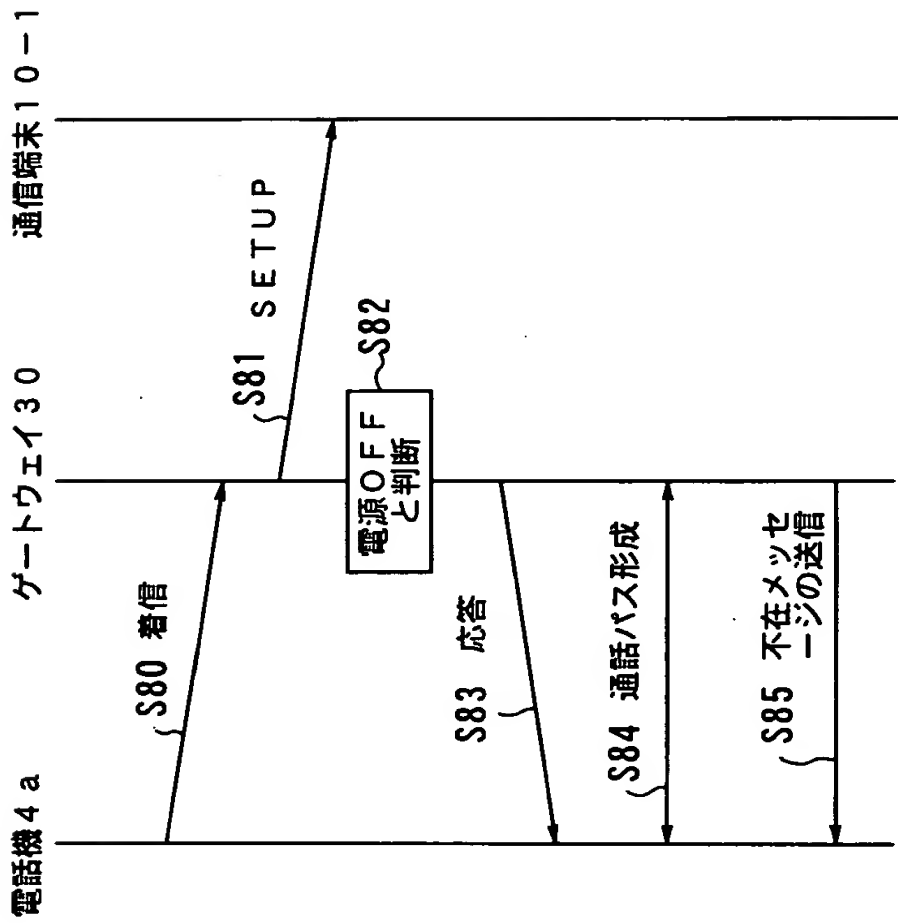 電話機4a
ゲートウェイ30
通信端末10-1
S80 着信
S81 SETUP
電源OFF
と判断
S82
S83 応答
S84 通話パス形成
S85 不在メッセ
ージの送信